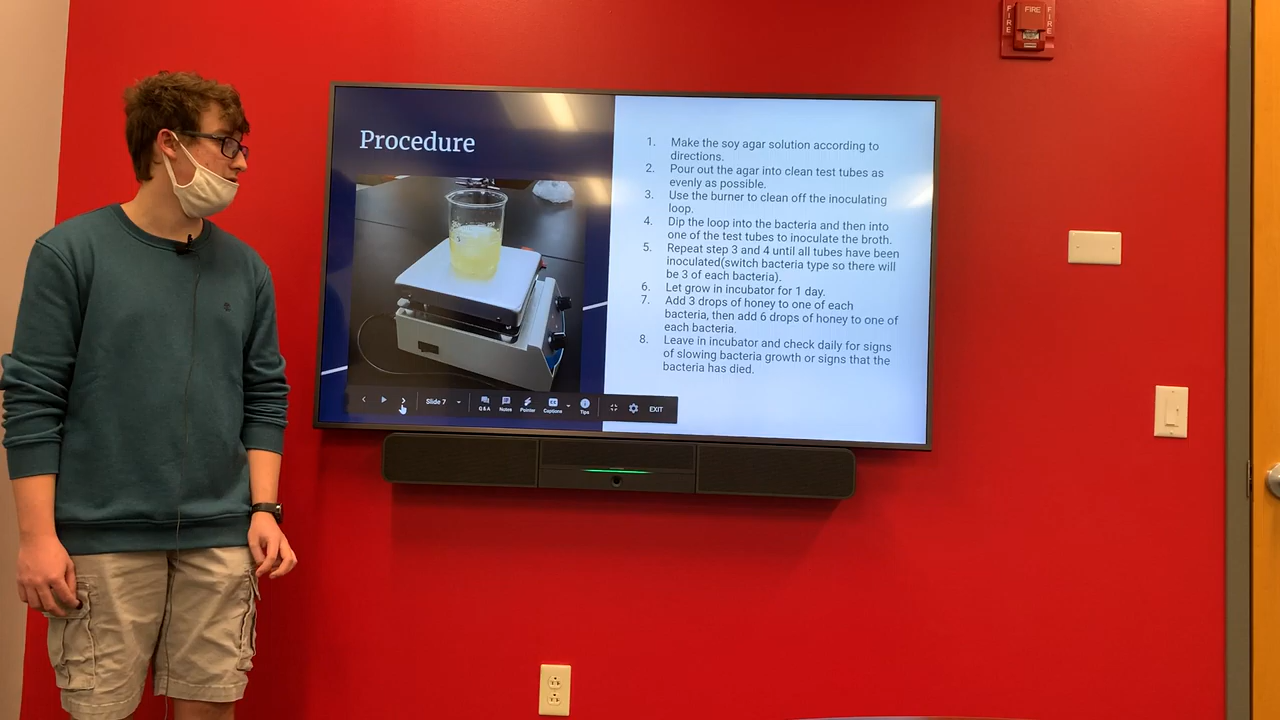 FIRE
FIRE
FIRE
Procedure
1. Make the soy agar solution according to
directions.
2. Pour out the agar into clean test tubes as
evenly as possible.
3. Use the burner to clean off the inoculating
loop.
4. Dip the loop into the bacteria and then into
one of the test tubes to inoculate the broth.
5. Repeat step 3 and 4 until all tubes have been
inoculated(switch bacteria type so there will
be 3 of each bacteria).
6. Let grow in incubator for 1 day.
7. Add 3 drops of honey to one of each
bacteria, then add 6 drops of honey to one of
each bacteria.
8. Leave in incubator and check daily for signs
of slowing bacteria growth or signs that the
bacteria has died.
Slide 7
Q&A
Notes
Pointer
CC
Captions
Tips
EXIT